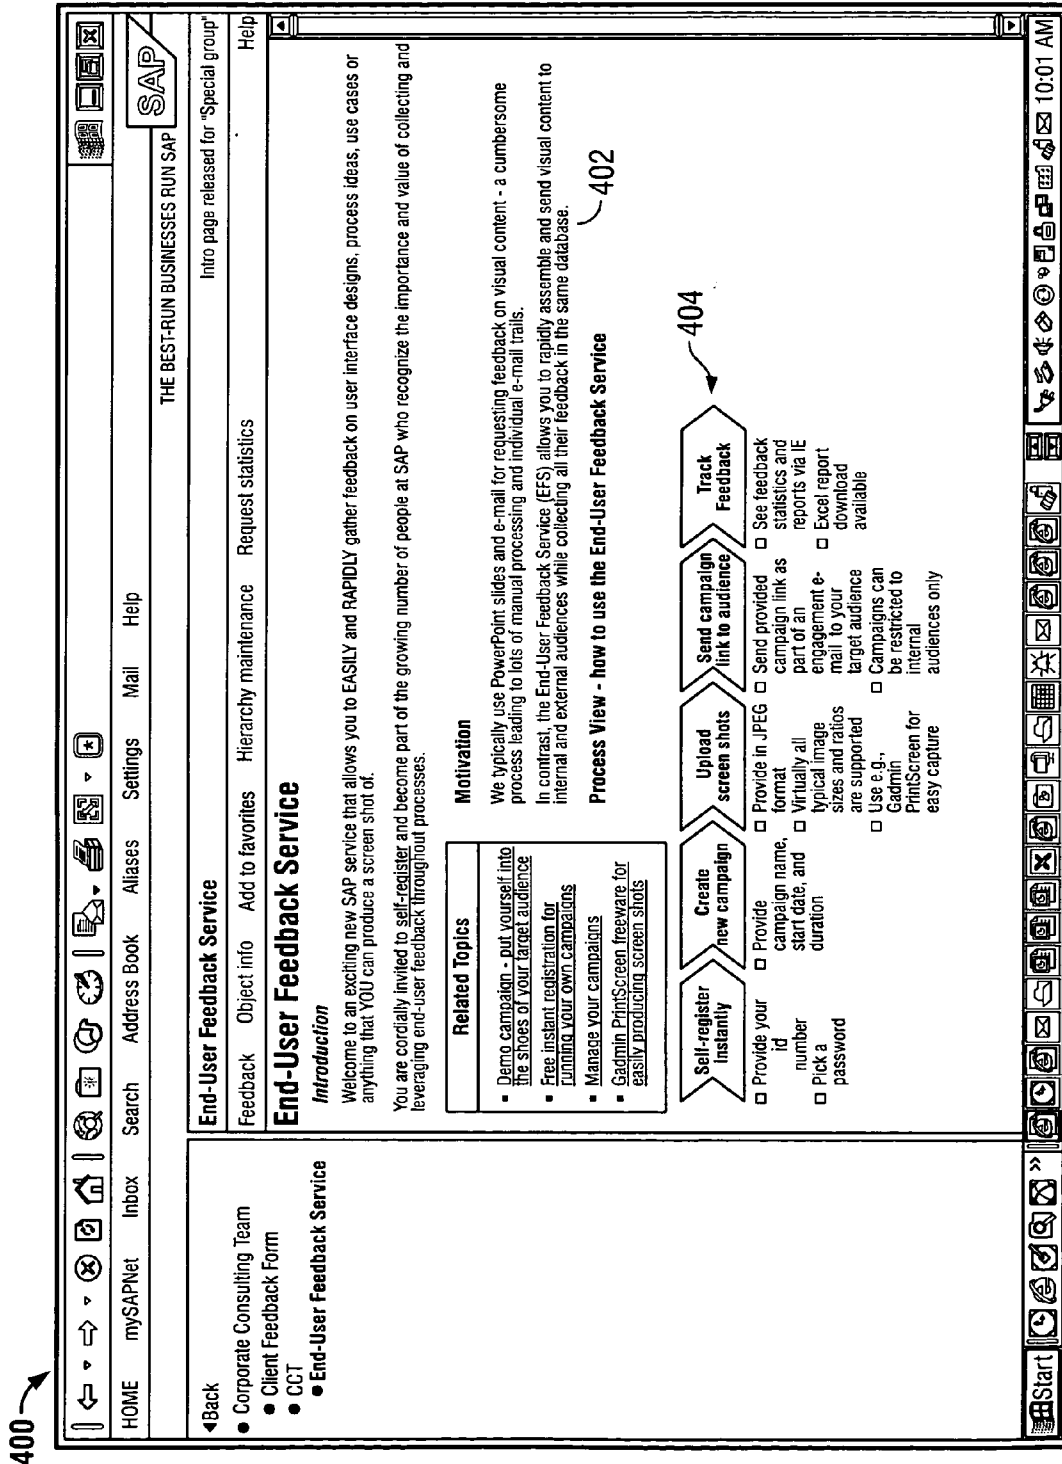 400
HOME mySAPNet Inbox Search Address Book Aliases Settings Mail Help
THE BEST-RUN BUSINESSES RUN SAP
SAP
Back
Corporate Consulting Team
Client Feedback Form
CCT
End-User Feedback Service
End-User Feedback Service
Intro page released for "Special group"
Feedback Object info Add to favorites Hierarchy maintenance Request statistics Help
End-User Feedback Service
Introduction
Welcome to an exciting new SAP service that allows you to EASILY and RAPIDLY gather feedback on user interface designs, process ideas, use cases or
anything that YOU can produce a screen shot of.
You are cordially invited to self-register and become part of the growing number of people at SAP who recognize the importance and value of collecting and
leveraging end-user feedback throughout processes.
Related Topics
Demo campaign - put yourself into
the shoes of your target audience
Free instant registration for
running your own campaigns
Manage your campaigns
Gadmin PrintScreen freeware for
easily producing screen shots
Motivation
We typically use PowerPoint slides and e-mail for requesting feedback on visual content - a cumbersome
process leading to lots of manual processing and individual e-mail trails.
In contrast, the End-User Feedback Service (EFS) allows you to rapidly assemble and send visual content to
internal and external audiences while collecting all their feedback in the same database.
402
Process View - how to use the End-User Feedback Service
404
Self-register
Instantly
Provide your
id
number
Pick a
password
Create
new campaign
Provide
campaign name,
start date, and
duration
Upload
screen shots
Provide in JPEG
format
Virtually all
typical image
sizes and ratios
are supported
Use e.g.,
Gadmin
PrintScreen for
easy capture
Send campaign
link to audience
Send provided
campaign link as
part of an
engagement e-
mail to your
target audience
Campaigns can
be restricted to
internal
audiences only
Track
Feedback
See feedback
statistics and
reports via IE
Excel report
download
available
Start
»
10:01 AM